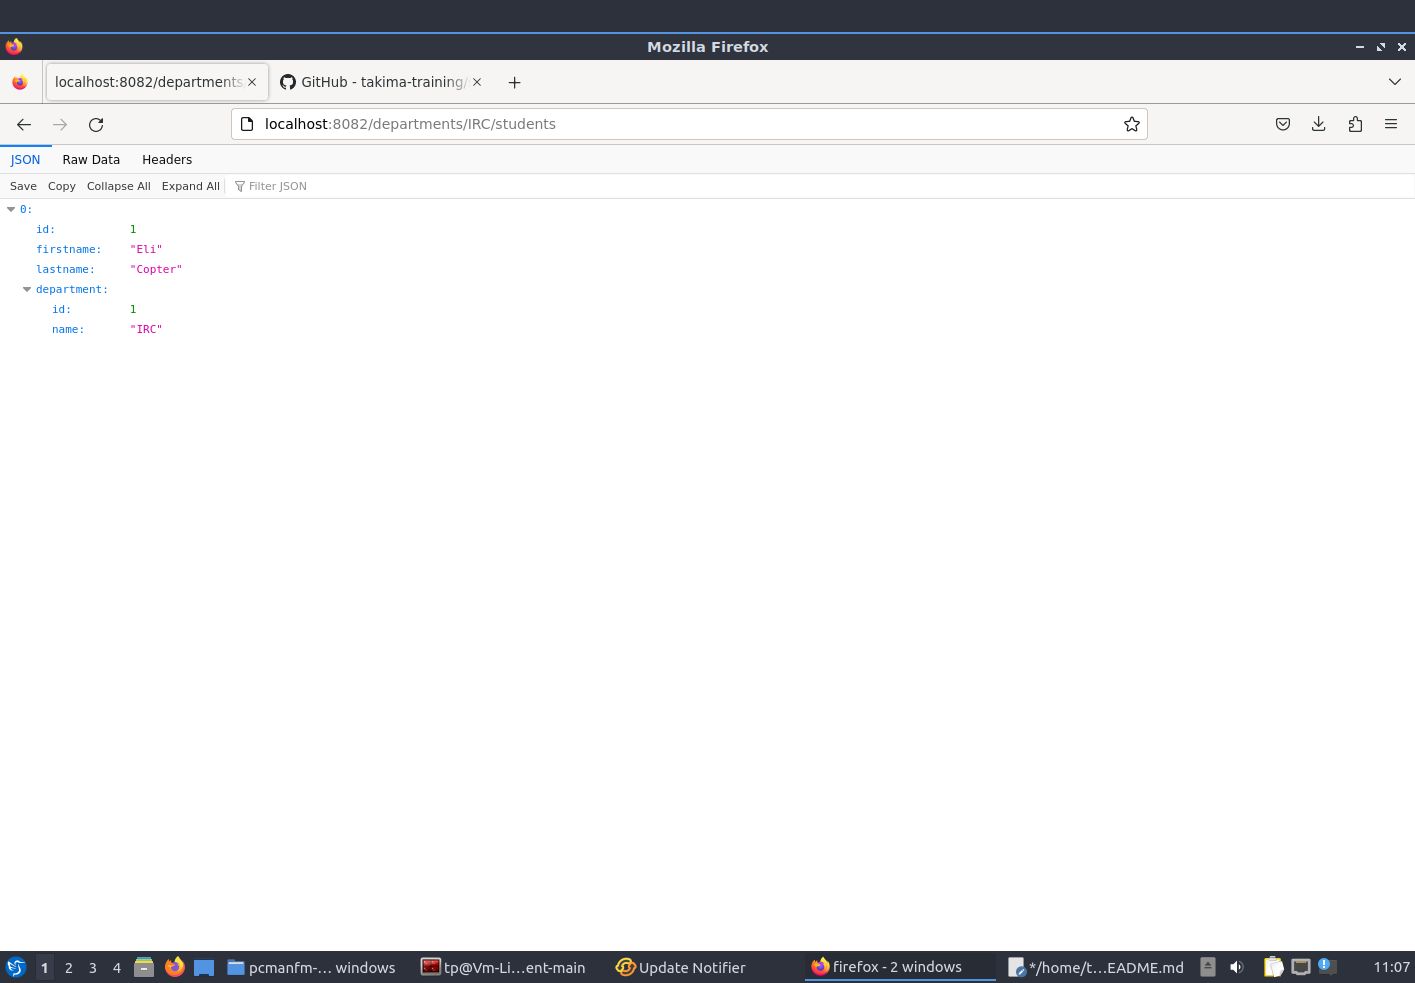 Mozilla Firefox
localhost:8082/departments
GitHub - takima-training/
localhost:8082/departments/IRC/students
JSON Raw Data Headers
Save Copy Collapse All Expand All Filter JSON
0:
id: 1
firstname: "Eli"
lastname: "Copter"
department:
id: 1
name: "IRC"
1 2 3 4 pcmanfm-... windows tp@Vm-Li...ent-main Update Notifier firefox - 2 windows */home/t...EADME.md 11:07